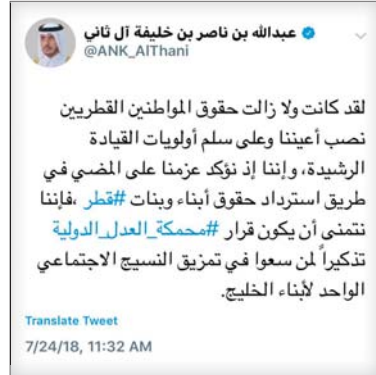 عبدالله بن ناصر بن خليفة آل ثاني
@ANK_AlThani
لقد كانت ولا زالت حقوق المواطنين القطريين
نصب أعيننا وعلى سلم أولويات القيادة
الرشيدة، وإننا إذ نؤكد عزمنا على المضي في
طريق استرداد حقوق أبناء وبنات #قطر ،فإننا
نتمنى أن يكون قرار #محمكة_العدل_الدولية
تذكيراً لمن سعوا في تمزيق النسيج الاجتماعي
الواحد لأبناء الخليج.
Translate Tweet
7/24/18, 11:32 AM